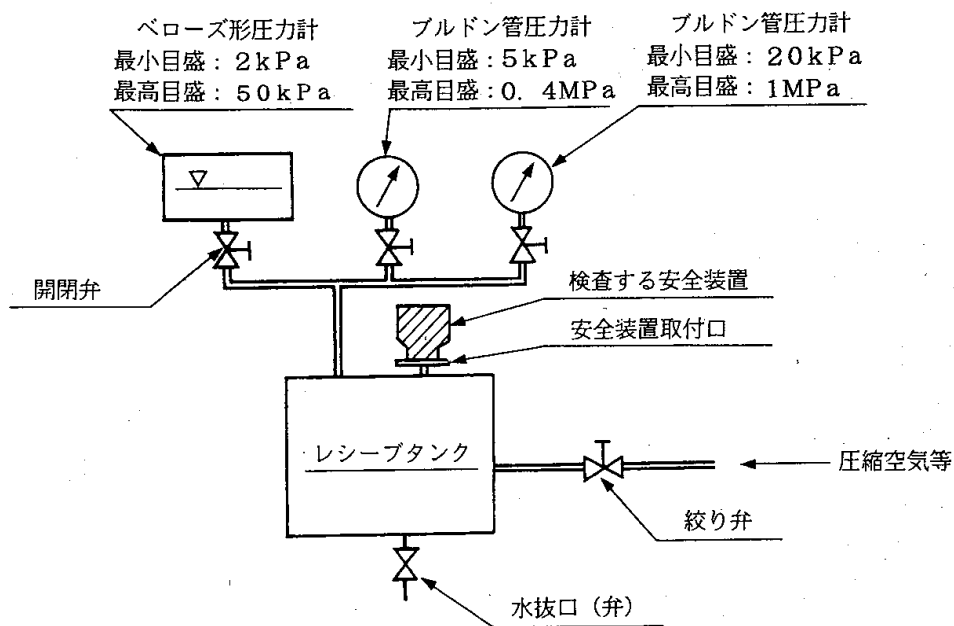 ベローズ形圧力計
最小目盛：2kPa
最高目盛：50kPa
ブルドン管圧力計
最小目盛：5kPa
最高目盛：0.4MPa
ブルドン管圧力計
最小目盛：20kPa
最高目盛：1MPa
開閉弁
検査する安全装置
安全装置取付口
レシーブタンク
圧縮空気等
絞り弁
水抜口（弁）